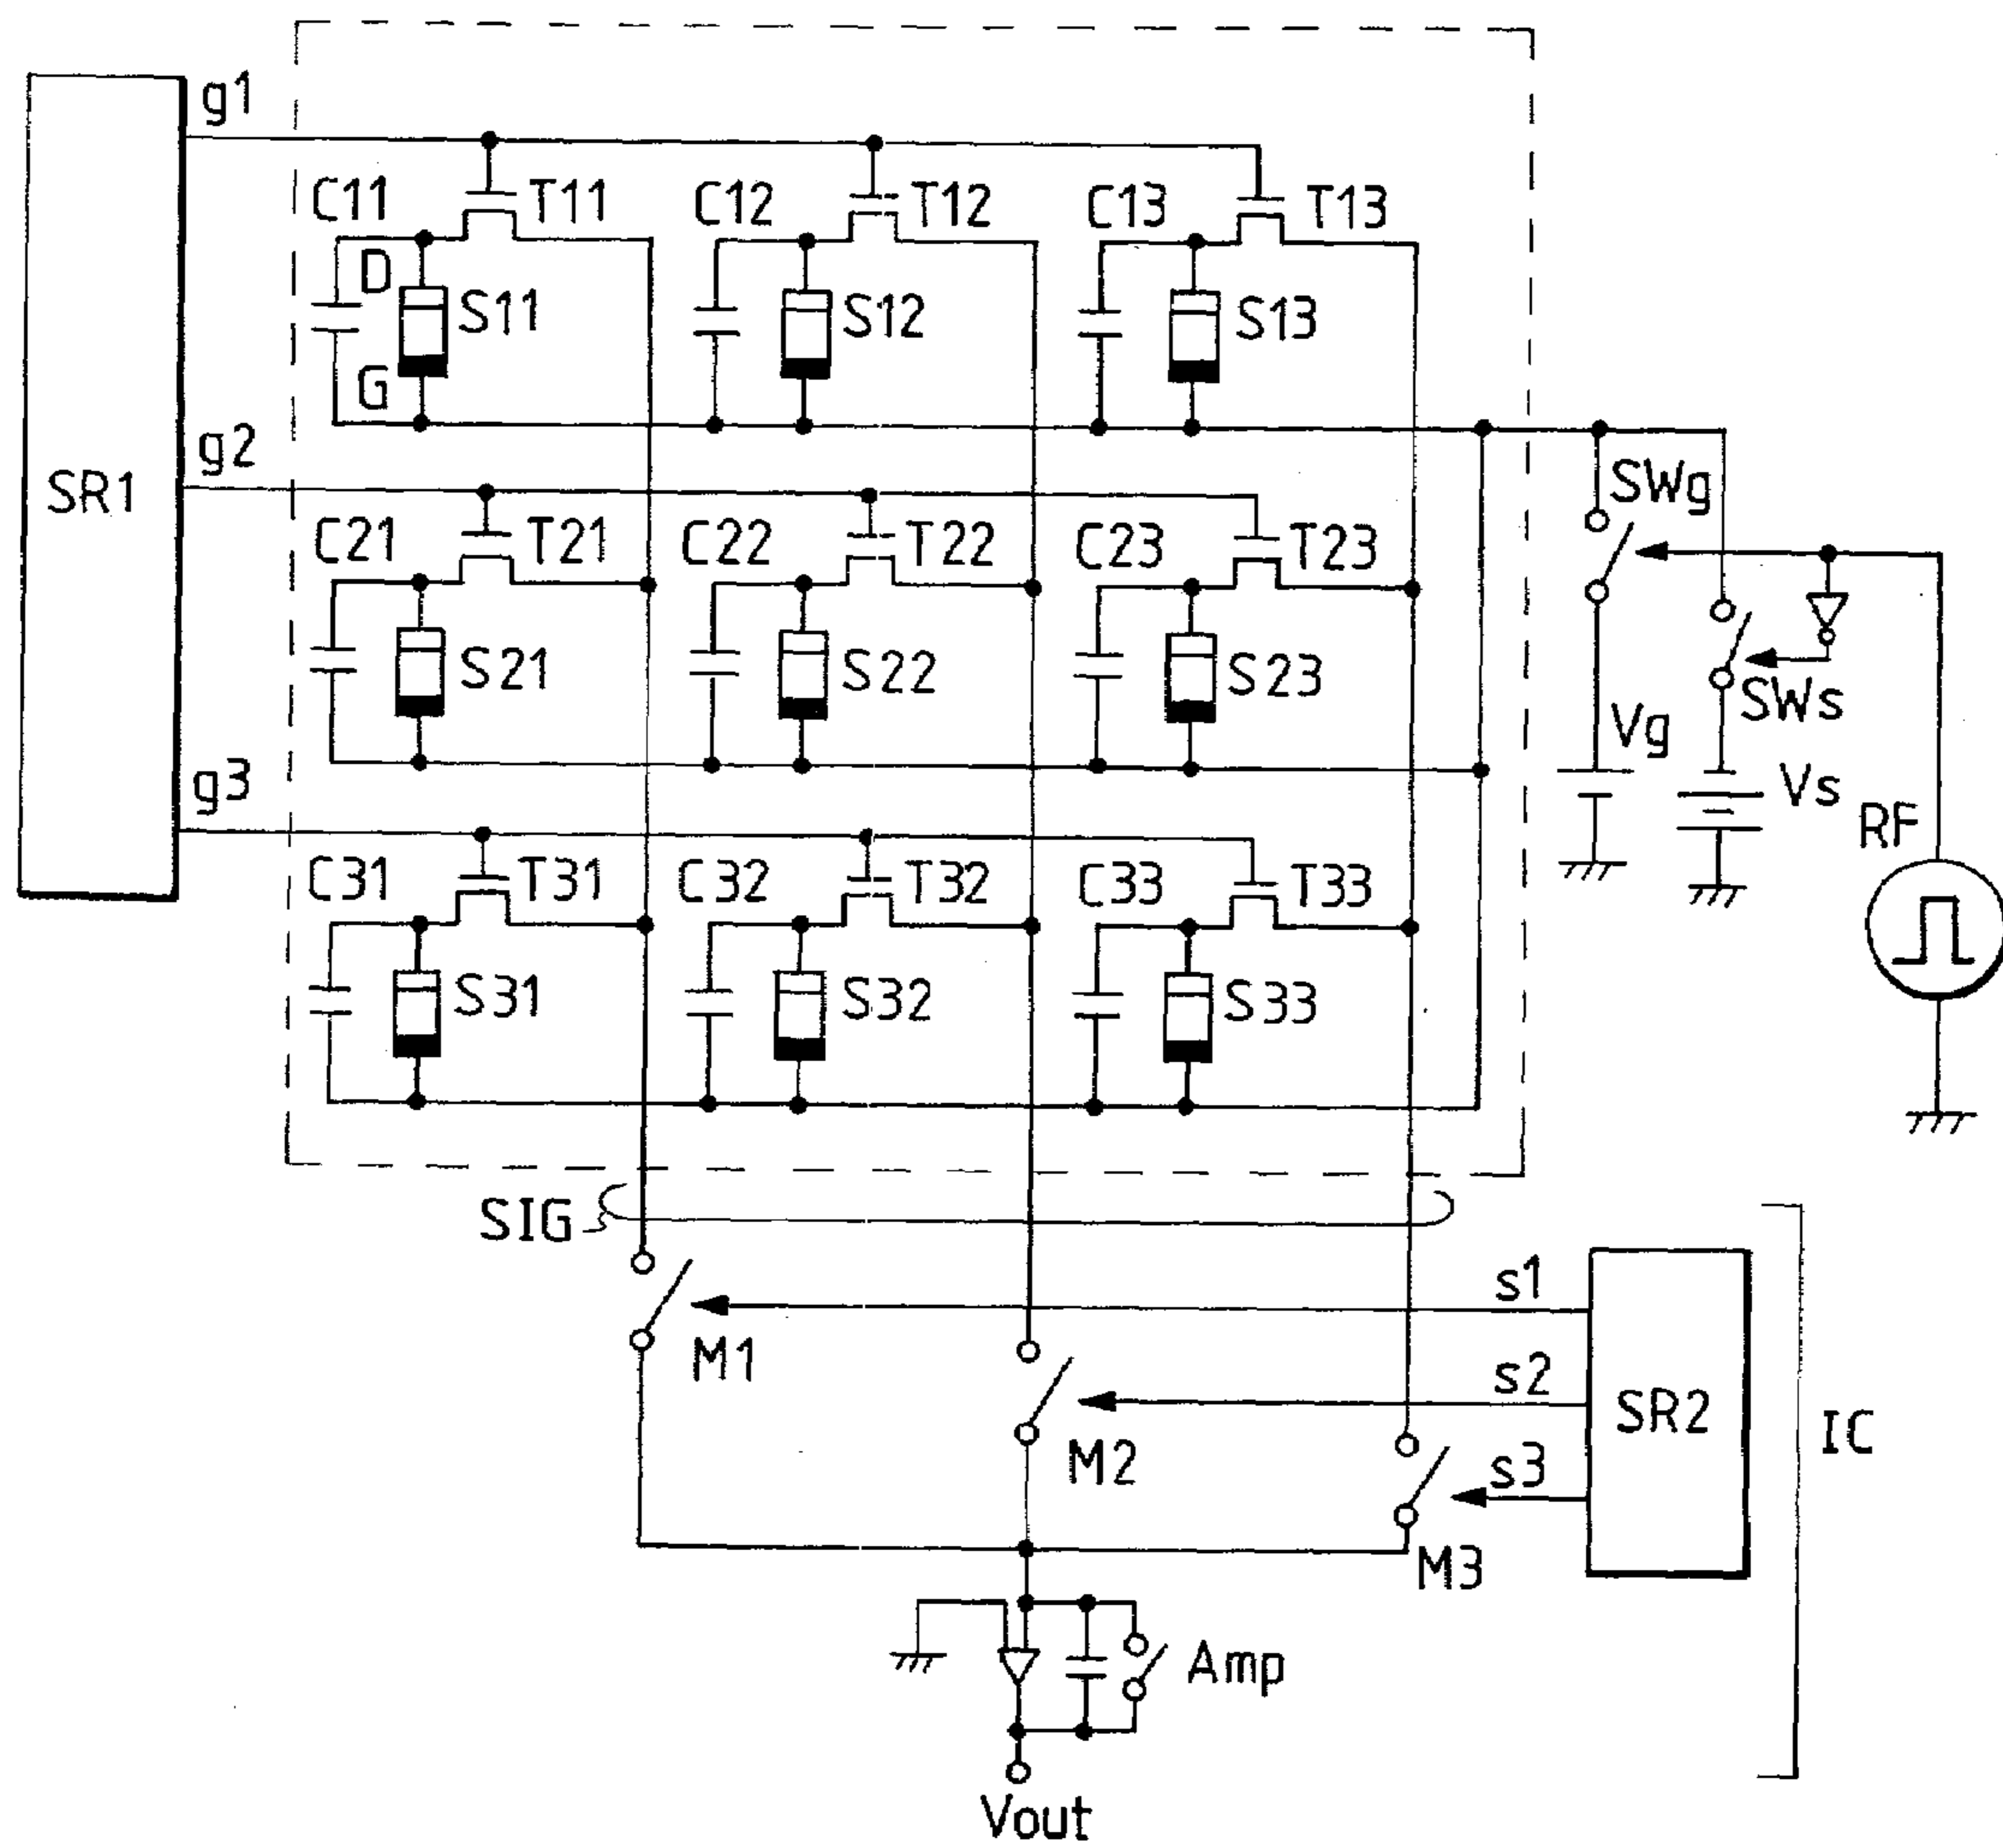 g1
C11 T11 C12 T12 C13 T13
D
S11 S12 S13
G
g2
SR1
SWg
C21 T21 C22 T22 C23 T23
S21 S22 S23
SWs
Vg
g3
Vs
RF
C31 T31 C32 T32 C33 T33
S31 S32 S33
SIG
s1
M1
s2
SR2
IC
M2
s3
M3
Amp
Vout